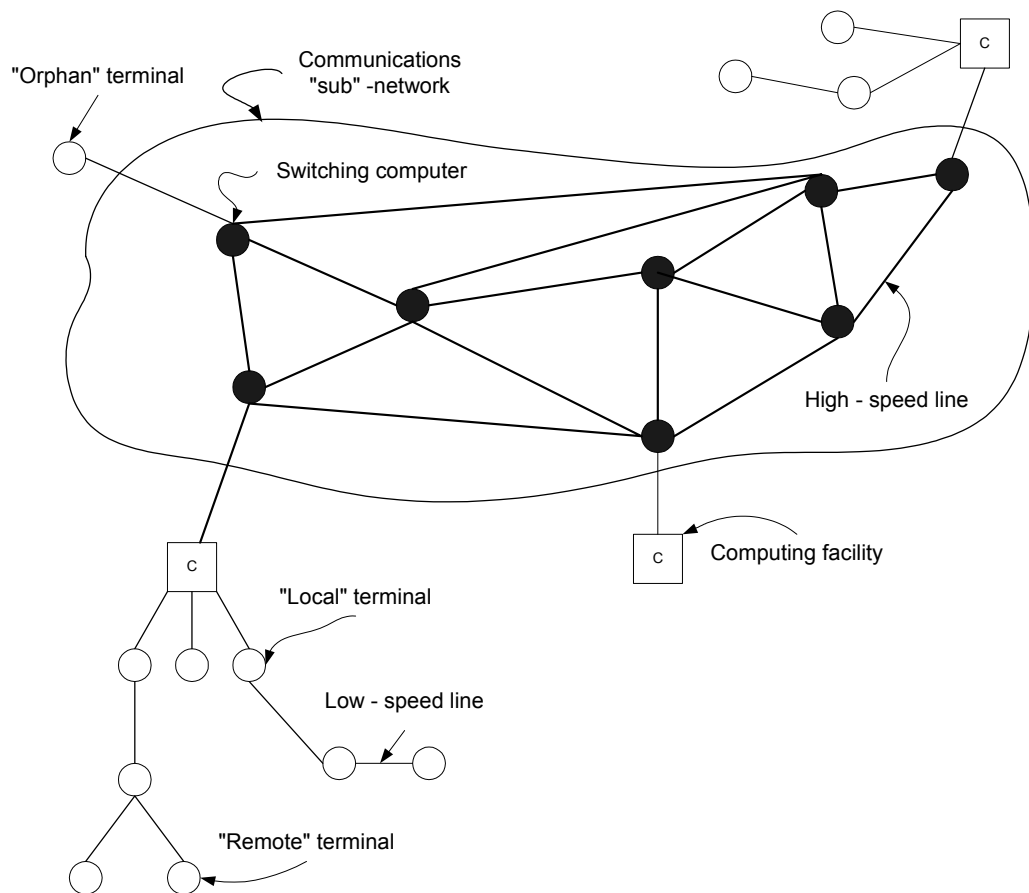 Communications
"sub" -network
"Orphan" terminal
C
Switching computer
High - speed line
C
Computing facility
C
"Local" terminal
Low - speed line
"Remote" terminal